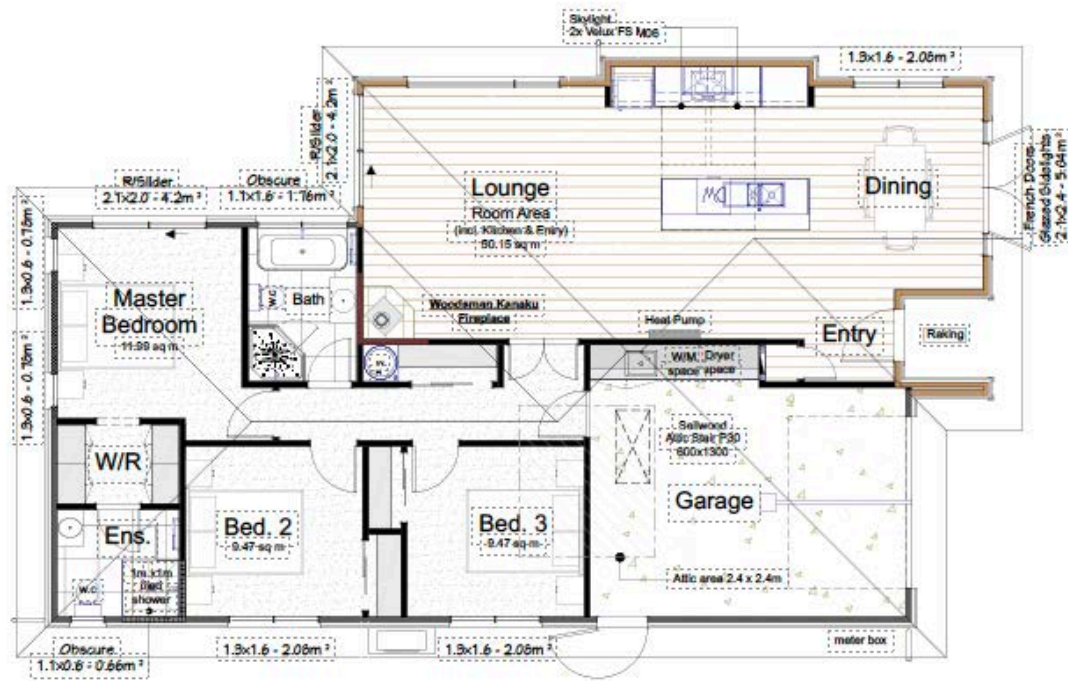 Skylight
2x Velux FS M06
1.3x1.6 - 2.08m²
R/Slider
2.1x2.0 - 4.2m²
French Doors
Glazed Sidelights
2.1x2.4 - 5.04m²
R/Slider
2.1x2.0 - 4.2m²
Obscure
1.1x1.6 - 1.76m²
Lounge
Room Area
(incl. Kitchen & Entry)
60.15 sq m
Dining
1.3x0.6 - 0.78m²
1.3x0.6 - 0.78m²
Master
Bedroom
11.99 sq m
W.C
Bath
Woodsman Kanuku
Fireplace
Heat Pump
Entry
Raking
W/M
space
Dryer
space
Sellwood
Attic Stair P30
600x1300
W/R
Garage
Ens.
Bed. 2
9.47 sq m
Bed. 3
9.47 sq m
1m x1m
tiled
shower
W.C
Attic area 2.4 x 2.4m
meter box
Obscure
1.1x0.6 - 0.66m²
1.3x1.6 - 2.08m²
1.3x1.6 - 2.08m²